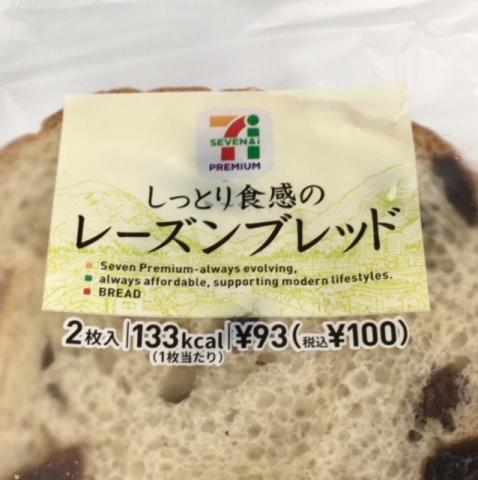 SEVEN&i
PREMIUM
しっとり食感の
レーズンブレッド
Seven Premium-always evolving,
always affordable, supporting modern lifestyles.
BREAD
2枚入 133kcal ¥93(税込¥100)
(1枚当たり)